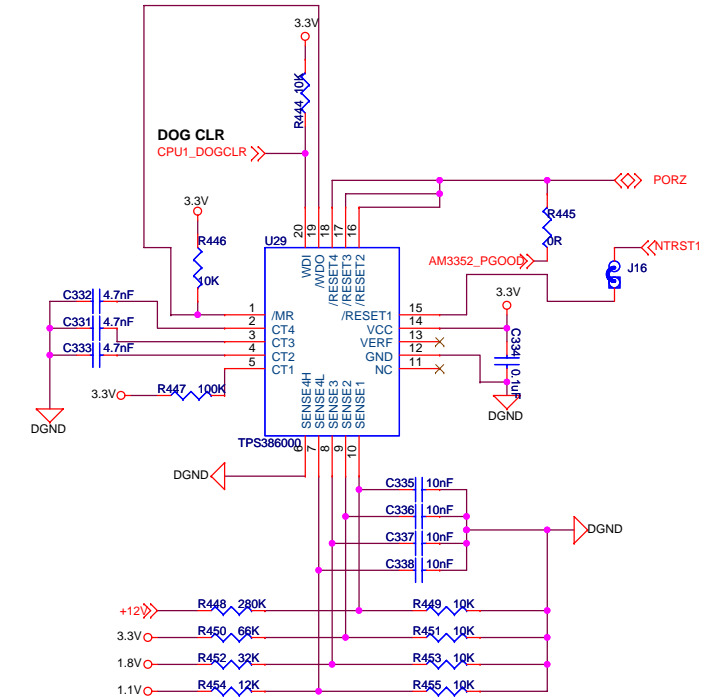 3.3V
R444 10K
DOG CLR
CPU1_DOGCLR
PORZ
3.3V
R446
10K
R445
0R
AM3352_PGOOD
NTRST1
J16
U29
20 19 18 17 16
WDI
/WDO
/RESET4
/RESET3
/RESET2
C332 4.7nF
C331 4.7nF
C333 4.7nF
1 /MR
2 CT4
3 CT3
4 CT2
5 CT1
/RESET1 15
VCC 14
VERF 13
GND 12
NC 11
3.3V
C334 0.1uF
DGND
3.3V
R447 100K
DGND
SENSE4H
SENSE4L
SENSE3
SENSE2
SENSE1
TPS386000
6 7 8 9 10
DGND
C335 10nF
C336 10nF
C337 10nF
C338 10nF
DGND
+12V R448 280K R449 10K
3.3V R450 66K R451 10K
1.8V R452 32K R453 10K
1.1V R454 12K R455 10K